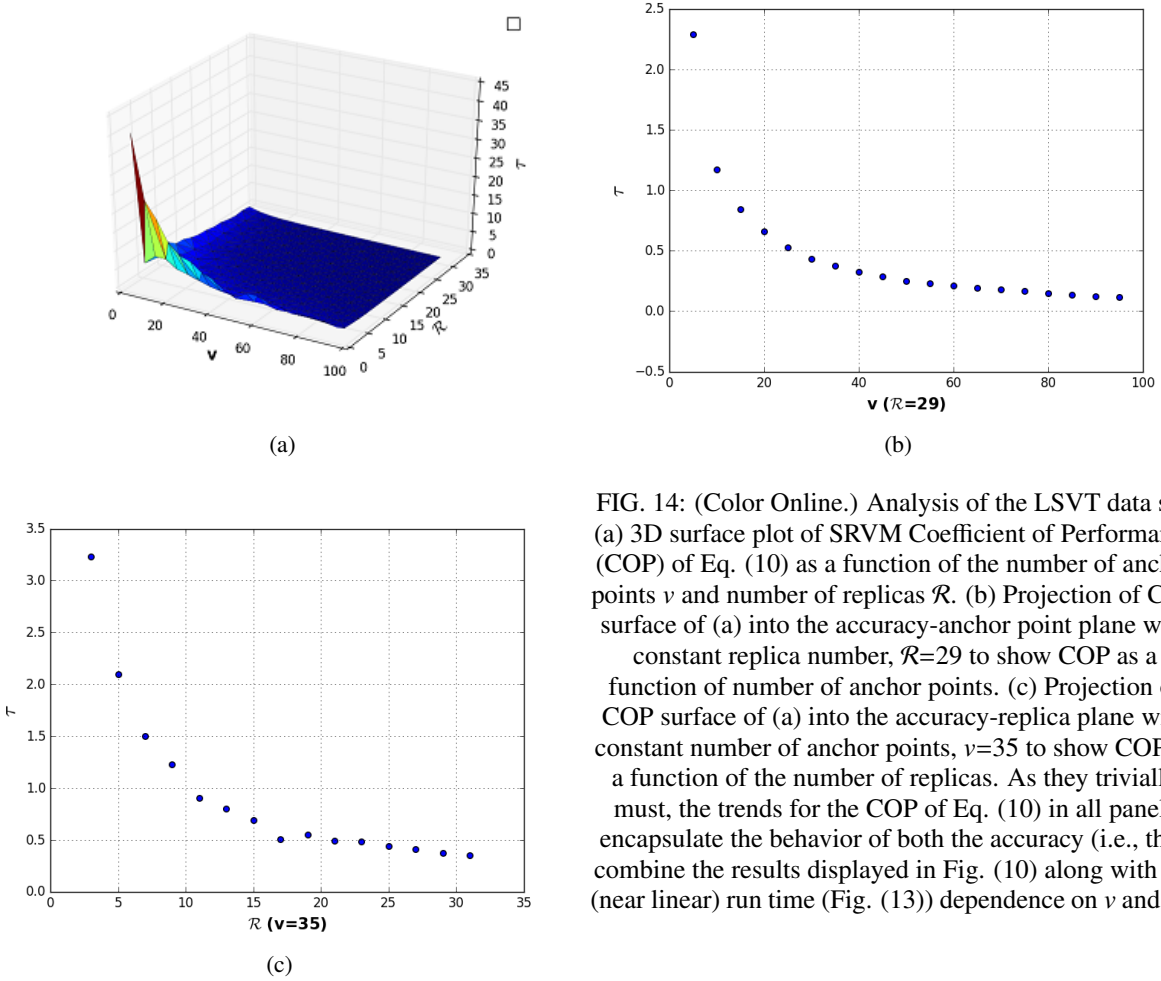 45
40
35
30
25
20
15
10
5
0
τ
0
20
40
60
80
100
v
0
5
10
15
20
25
30
35
R
(a)
2.5
2.0
1.5
1.0
0.5
0.0
−0.5
τ
0 20 40 60 80 100
v (R=29)
(b)
3.5
3.0
2.5
2.0
1.5
1.0
0.5
0.0
τ
0 5 10 15 20 25 30 35
R (v=35)
(c)
FIG. 14: (Color Online.) Analysis of the LSVT data s
(a) 3D surface plot of SRVM Coefficient of Performa
(COP) of Eq. (10) as a function of the number of anch
points v and number of replicas R. (b) Projection of C
surface of (a) into the accuracy-anchor point plane w
constant replica number, R=29 to show COP as a
function of number of anchor points. (c) Projection o
COP surface of (a) into the accuracy-replica plane w
constant number of anchor points, v=35 to show COP
a function of the number of replicas. As they triviall
must, the trends for the COP of Eq. (10) in all panel
encapsulate the behavior of both the accuracy (i.e., th
combine the results displayed in Fig. (10) along with
(near linear) run time (Fig. (13)) dependence on v and